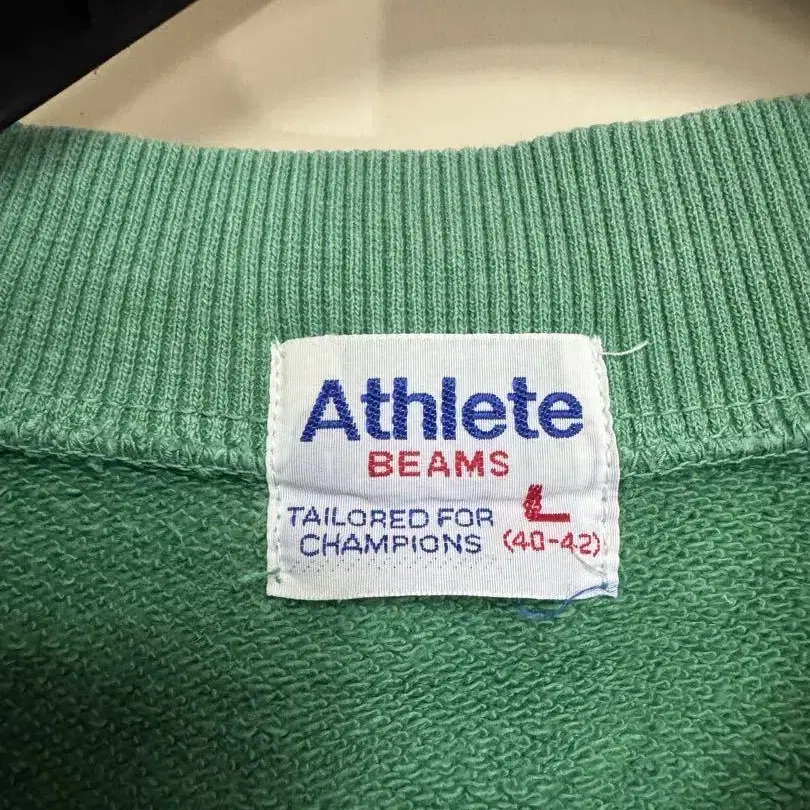 Athlete
BEAMS
TAILORED FOR L
CHAMPIONS (40-42)